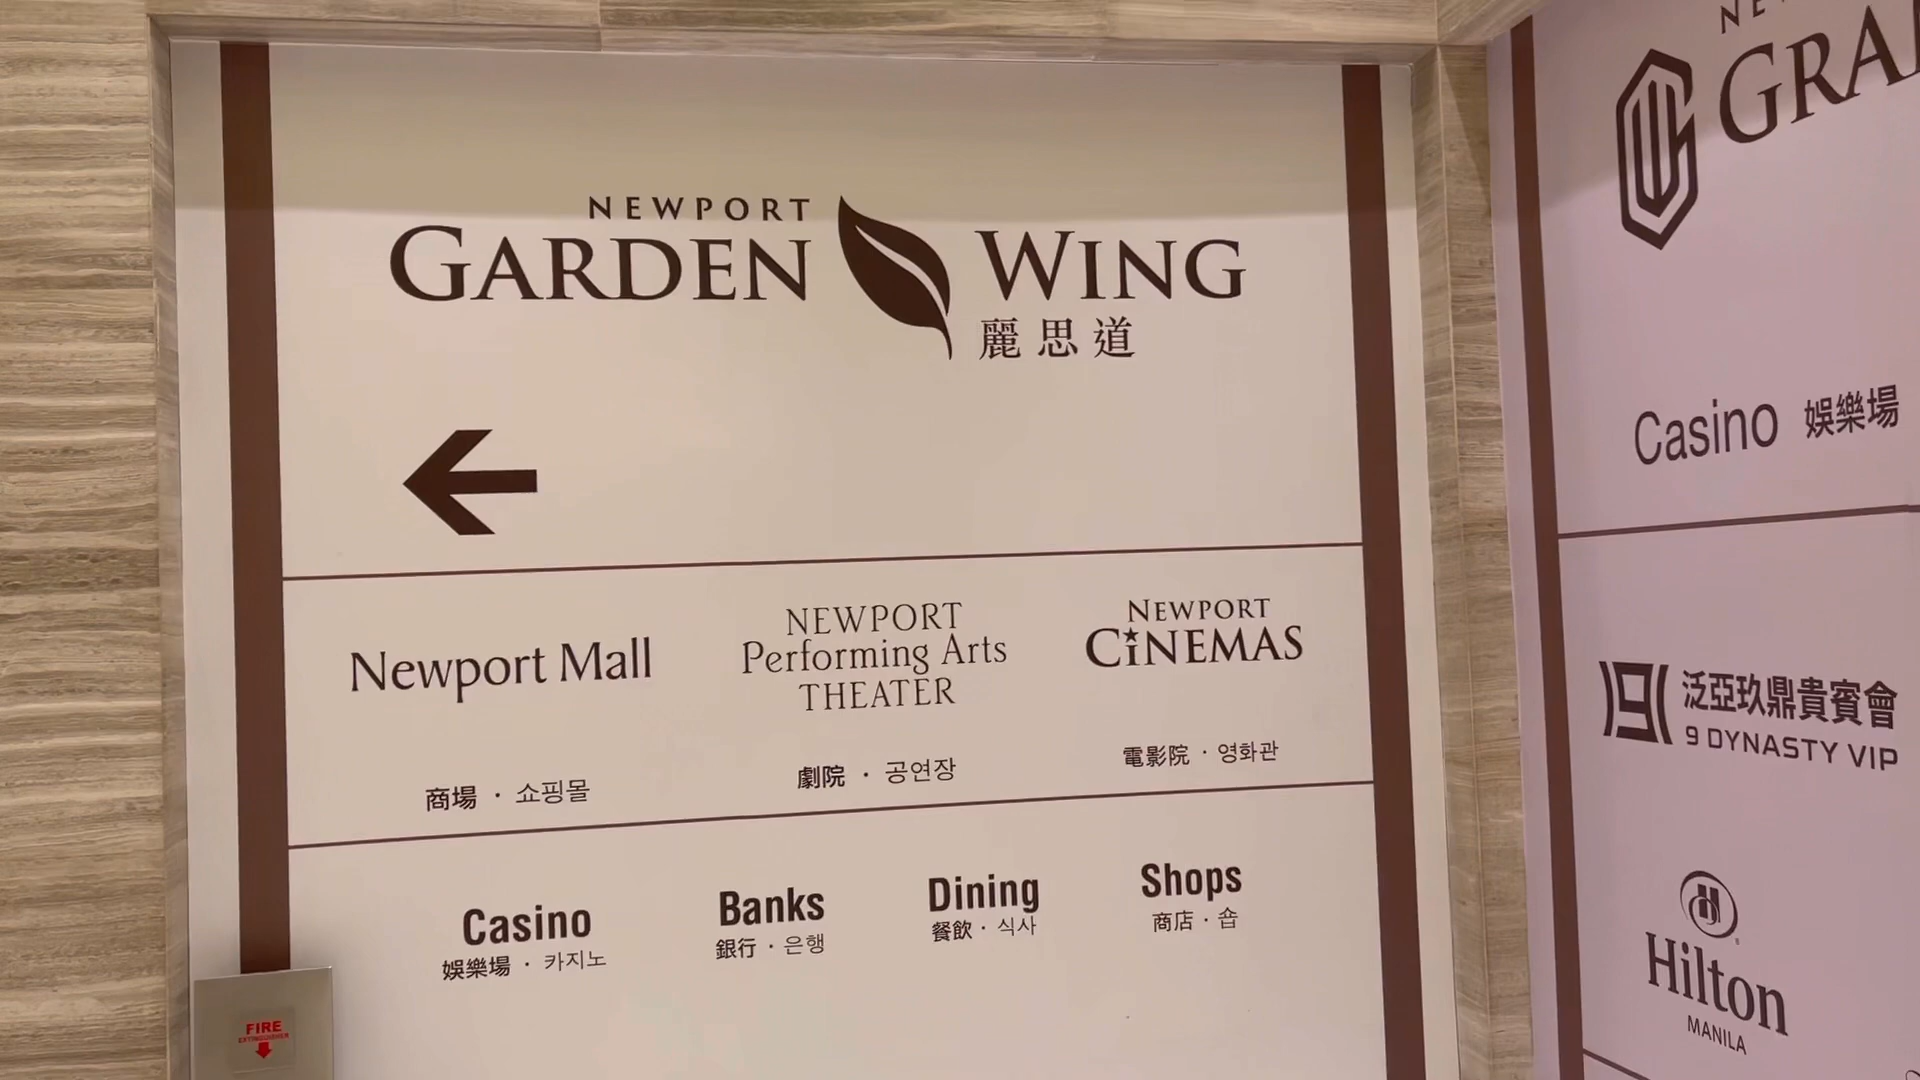 NEWPORT
GARDEN WING
麗思道
Newport Mall
商場 · 쇼핑몰
NEWPORT
Performing Arts
THEATER
劇院 · 공연장
NEWPORT
CiNEMAS
電影院 · 영화관
Casino
娛樂場 · 카지노
Banks
銀行 · 은행
Dining
餐飲 · 식사
Shops
商店 · 숍
FIRE
EXTINGUISHER
Casino 娛樂場
泛亞玖鼎貴賓會
9 DYNASTY VIP
Hilton
MANILA